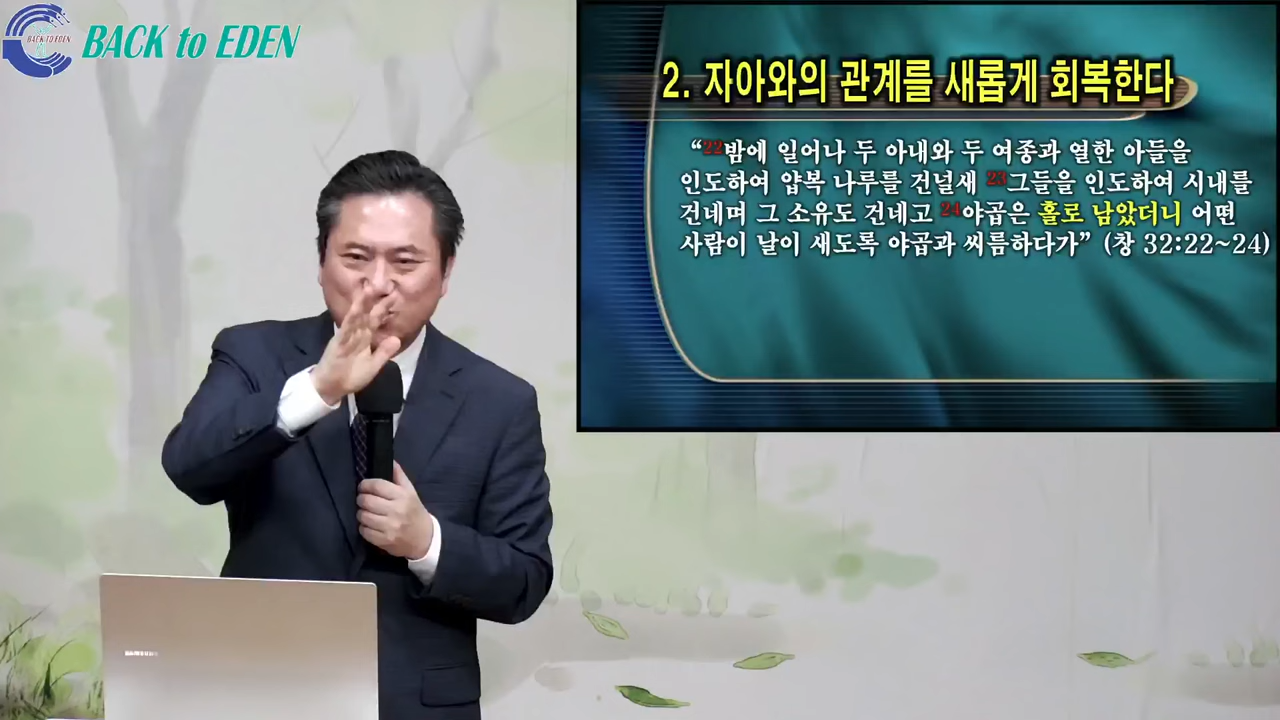 BACK TO EDEN
BACK to EDEN
2. 자아와의 관계를 새롭게 회복한다
“22밤에 일어나 두 아내와 두 여종과 열한 아들을
인도하여 얍복 나루를 건널새 23그들을 인도하여 시내를
건네며 그 소유도 건네고 24야곱은 홀로 남았더니 어떤
사람이 날이 새도록 야곱과 씨름하다가” (창 32:22~24)